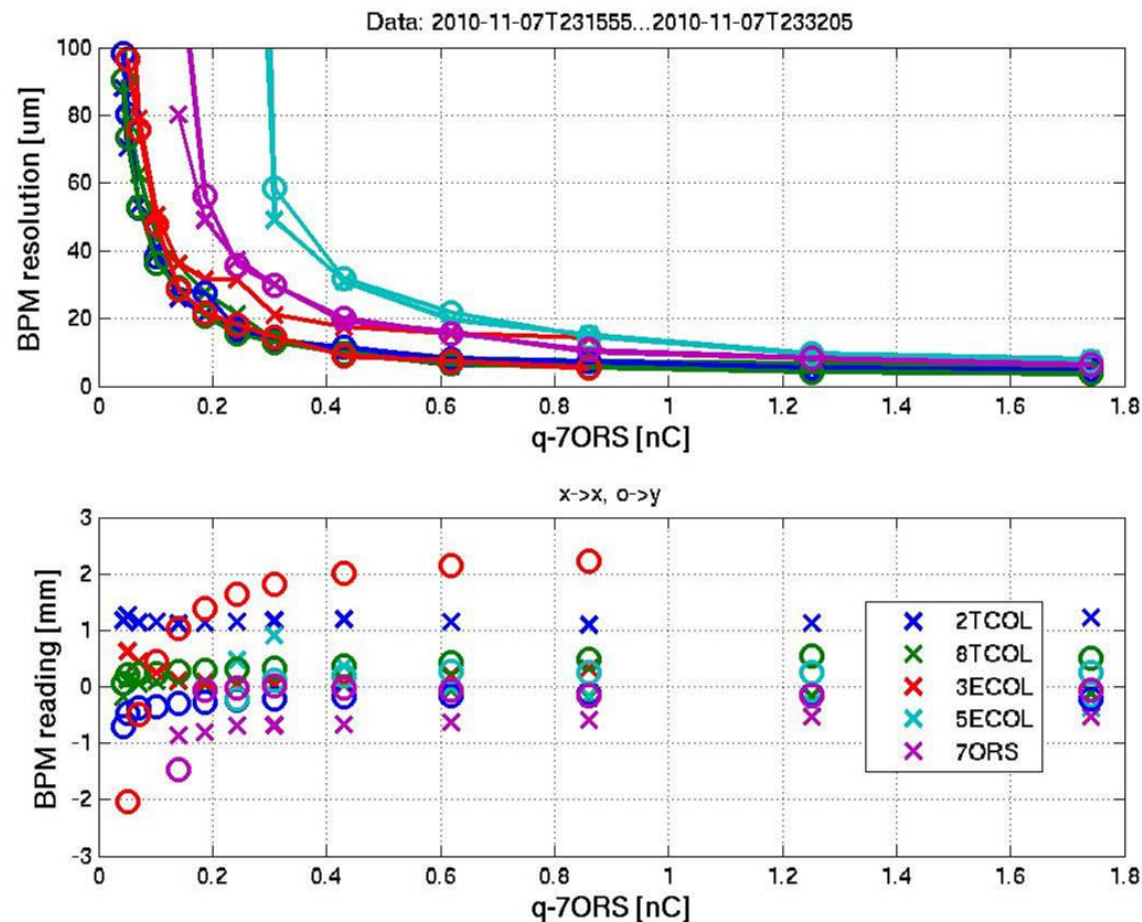 Data: 2010-11-07T231555...2010-11-07T233205
100
80
60
40
20
0
BPM resolution [um]
0 0.2 0.4 0.6 0.8 1 1.2 1.4 1.6 1.8
q-7ORS [nC]
x->x, o->y
3
2
1
0
-1
-2
-3
BPM reading [mm]
2TCOL
8TCOL
3ECOL
5ECOL
7ORS
0 0.2 0.4 0.6 0.8 1 1.2 1.4 1.6 1.8
q-7ORS [nC]